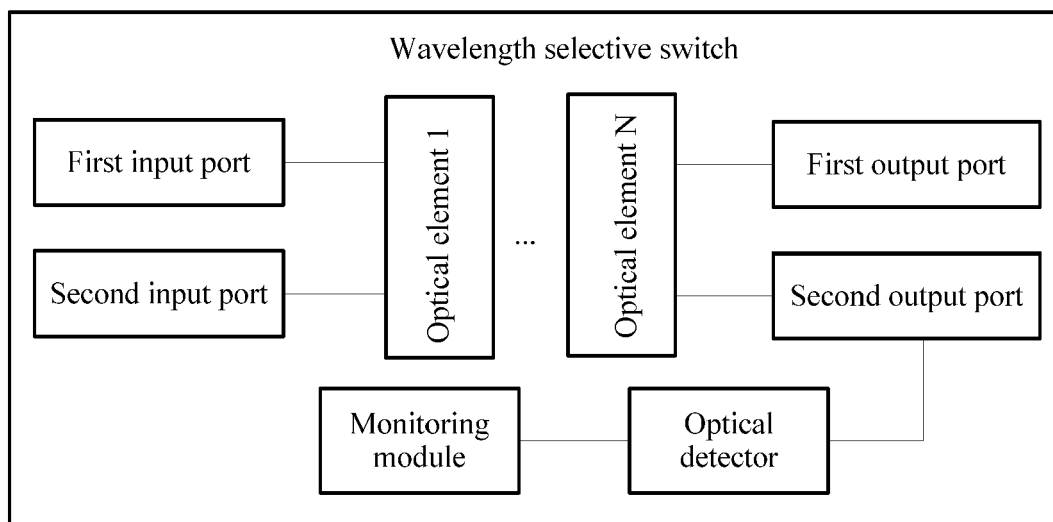 Wavelength selective switch
First input port
Second input port
Optical element 1
...
Optical element N
First output port
Second output port
Monitoring
module
Optical
detector